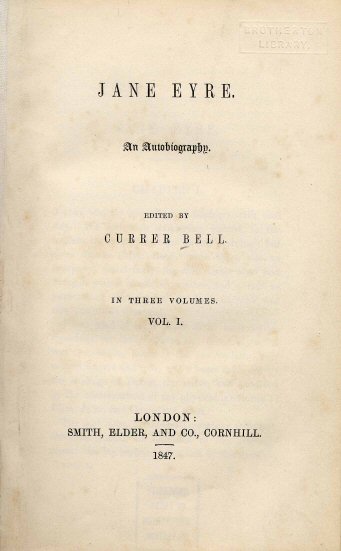 BROTHERTON
LIBRARY.
JANE EYRE.
An Autobiography.
EDITED BY
CURRER BELL.
IN THREE VOLUMES.
VOL. I.
LONDON:
SMITH, ELDER, AND CO., CORNHILL.
1847.